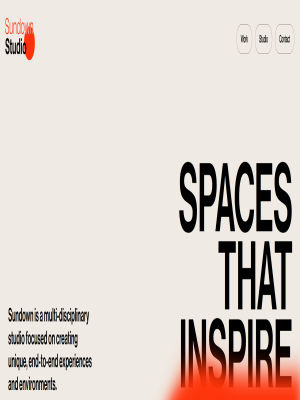 Sundown
Studio
Work
Studio
Contact
SPACES
THAT
INSPIRE
Sundown is a multi-disciplinary
studio focused on creating
unique, end-to-end experiences
and environments.